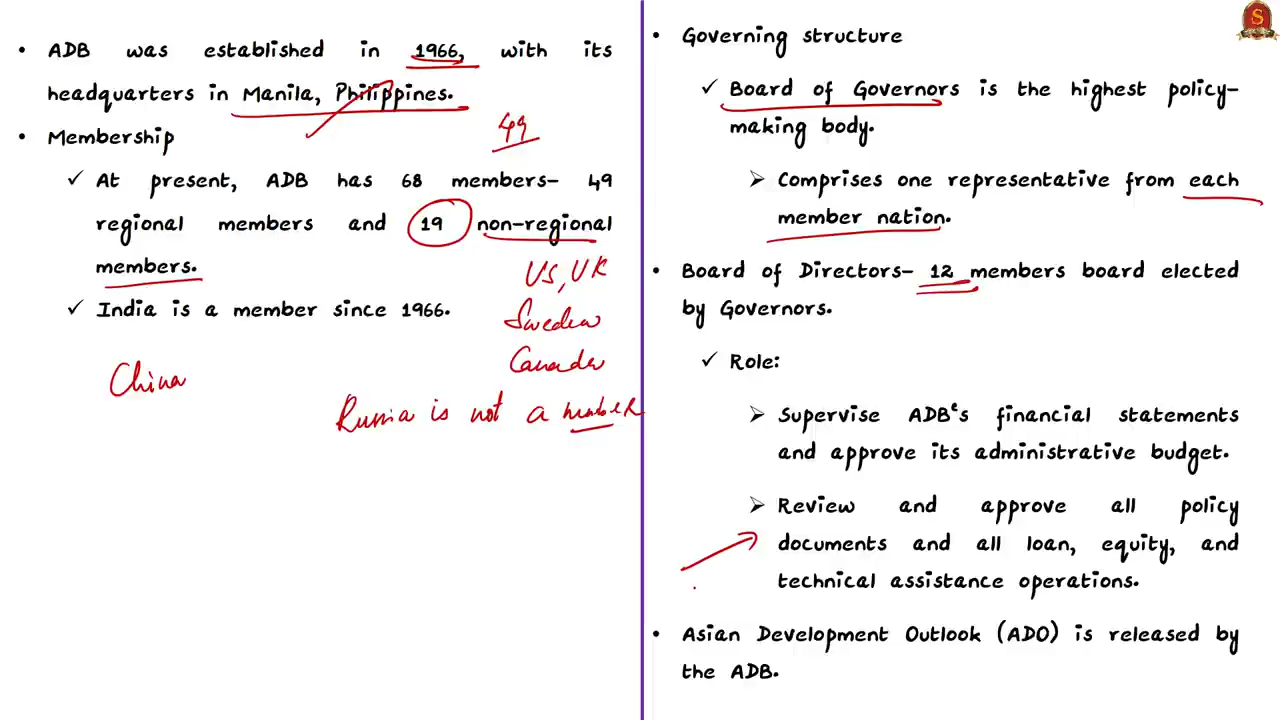 • ADB was established in 1966, with its
headquarters in Manila, Philippines.
• Membership
49
✓ At present, ADB has 68 members- 49
regional members and 19 non-regional
members.
US, UK
✓ India is a member since 1966.
Sweden
Canada
China
Russia is not a member
• Governing structure
✓ Board of Governors is the highest policy-
making body.
➢ Comprises one representative from each
member nation.
• Board of Directors- 12 members board elected
by Governors.
✓ Role:
➢ Supervise ADB's financial statements
and approve its administrative budget.
➢ Review and approve all policy
documents and all loan, equity, and
technical assistance operations.
• Asian Development Outlook (ADO) is released by
the ADB.
S